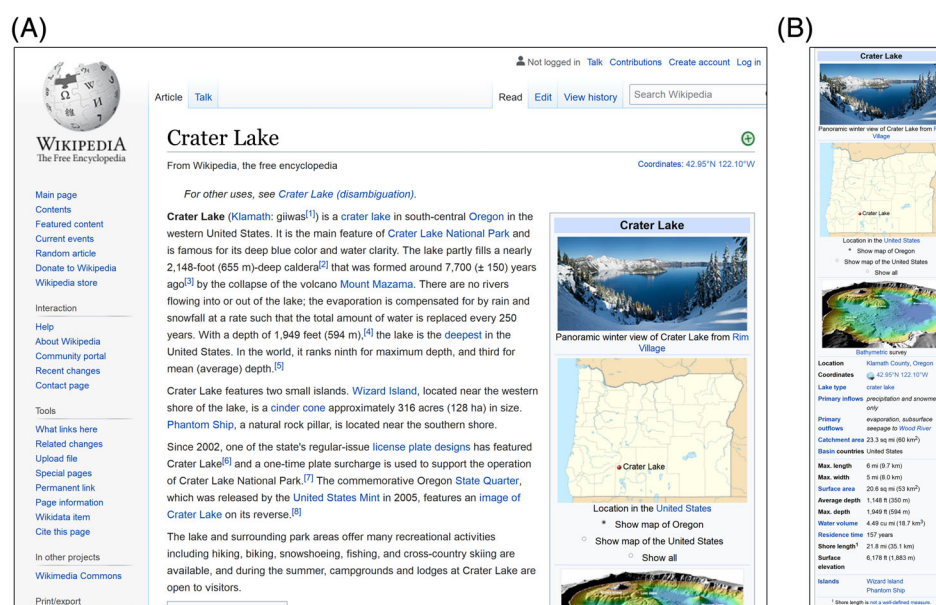 (A)
(B)
Not logged in Talk Contributions Create account Log in
Article Talk
Read Edit View history Search Wikipedia
WIKIPEDIA
The Free Encyclopedia
Main page
Contents
Featured content
Current events
Random article
Donate to Wikipedia
Wikipedia store
Interaction
Help
About Wikipedia
Community portal
Recent changes
Contact page
Tools
What links here
Related changes
Upload file
Special pages
Permanent link
Page information
Wikidata item
Cite this page
In other projects
Wikimedia Commons
Print/export
Crater Lake
From Wikipedia, the free encyclopedia
Coordinates: 42.95°N 122.10°W
For other uses, see Crater Lake (disambiguation).
Crater Lake (Klamath: giiwas[1]) is a crater lake in south-central Oregon in the
western United States. It is the main feature of Crater Lake National Park and
is famous for its deep blue color and water clarity. The lake partly fills a nearly
2,148-foot (655 m)-deep caldera[2] that was formed around 7,700 (± 150) years
ago[3] by the collapse of the volcano Mount Mazama. There are no rivers
flowing into or out of the lake; the evaporation is compensated for by rain and
snowfall at a rate such that the total amount of water is replaced every 250
years. With a depth of 1,949 feet (594 m),[4] the lake is the deepest in the
United States. In the world, it ranks ninth for maximum depth, and third for
mean (average) depth.[5]
Crater Lake features two small islands. Wizard Island, located near the western
shore of the lake, is a cinder cone approximately 316 acres (128 ha) in size.
Phantom Ship, a natural rock pillar, is located near the southern shore.
Since 2002, one of the state's regular-issue license plate designs has featured
Crater Lake[6] and a one-time plate surcharge is used to support the operation
of Crater Lake National Park.[7] The commemorative Oregon State Quarter,
which was released by the United States Mint in 2005, features an image of
Crater Lake on its reverse.[8]
The lake and surrounding park areas offer many recreational activities
including hiking, biking, snowshoeing, fishing, and cross-country skiing are
available, and during the summer, campgrounds and lodges at Crater Lake are
open to visitors.
Crater Lake
Panoramic winter view of Crater Lake from Rim
Village
Crater Lake
Location in the United States
Show map of Oregon
Show map of the United States
Show all
Crater Lake
Panoramic winter view of Crater Lake from
Village
Crater Lake
Location in the United States
Show map of Oregon
Show map of the United States
Show all
Bathymetric survey
Location Klamath County, Oregon
Coordinates 42.95°N 122.10°W
Lake type crater lake
Primary inflows precipitation and snowme
only
Primary evaporation, subsurface
outflows seepage to Wood River
Catchment area 23.3 sq mi (60 km²)
Basin countries United States
Max. length 6 mi (9.7 km)
Max. width 5 mi (8.0 km)
Surface area 20.6 sq mi (53 km²)
Average depth 1,148 ft (350 m)
Max. depth 1,949 ft (594 m)
Water volume 4.49 cu mi (18.7 km³)
Residence time 157 years
Shore length¹ 21.8 mi (35.1 km)
Surface 6,178 ft (1,883 m)
elevation
Islands Wizard Island
Phantom Ship
¹ Shore length is not a well-defined measure.